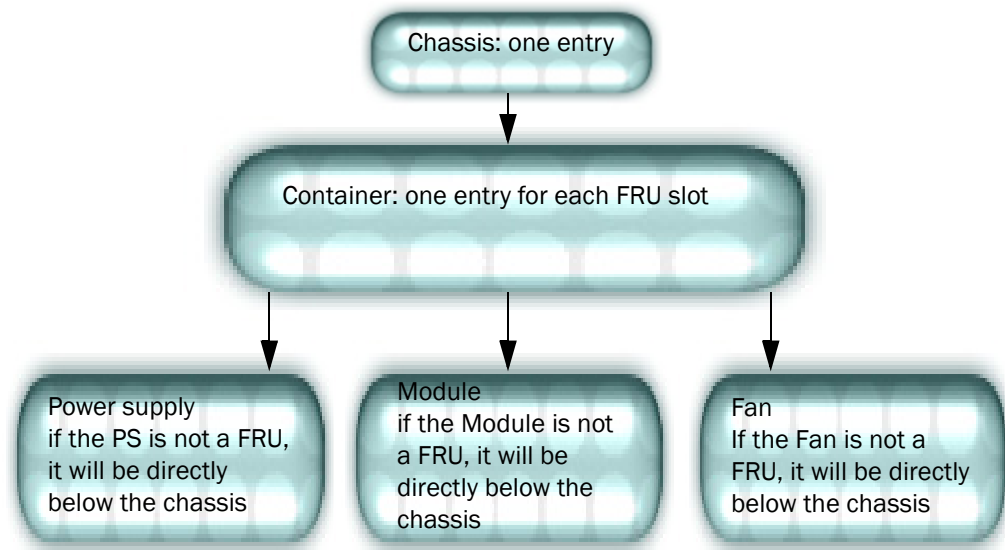 Chassis: one entry
Container: one entry for each FRU slot
Power supply
if the PS is not a FRU,
it will be directly
below the chassis
Module
if the Module is not
a FRU, it will be
directly below the
chassis
Fan
If the Fan is not a
FRU, it will be directly
below the chassis